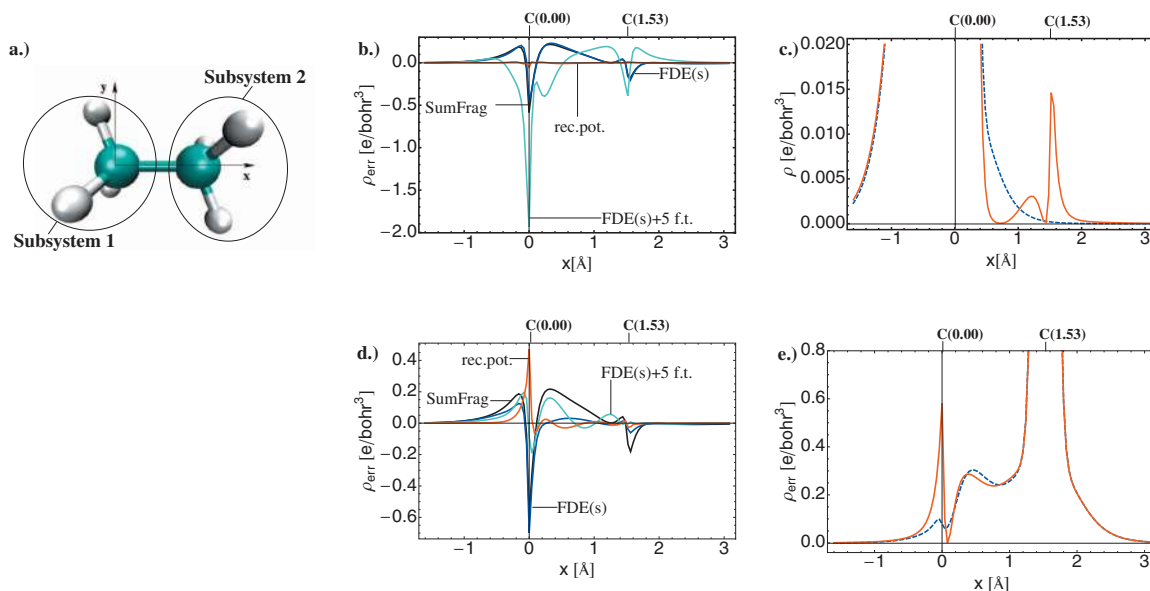 a.)
Subsystem 2
y
x
Subsystem 1
b.)
C(0.00)
C(1.53)
0.0
−0.5
−1.0
−1.5
−2.0
ρerr [e/bohr³]
SumFrag
FDE(s)
rec.pot.
FDE(s)+5 f.t.
−1
0
1
2
3
x[Å]
c.)
C(0.00)
C(1.53)
0.020
0.015
0.010
0.005
0.000
ρ [e/bohr³]
−1
0
1
2
3
x[Å]
d.)
C(0.00)
C(1.53)
0.4
0.2
0.0
−0.2
−0.4
−0.6
ρerr [e/bohr³]
rec.pot.
SumFrag
FDE(s)+5 f.t.
FDE(s)
−1
0
1
2
3
x [Å]
e.)
C(0.00)
C(1.53)
0.8
0.6
0.4
0.2
0.0
ρerr [e/bohr³]
−1
0
1
2
3
x [Å]